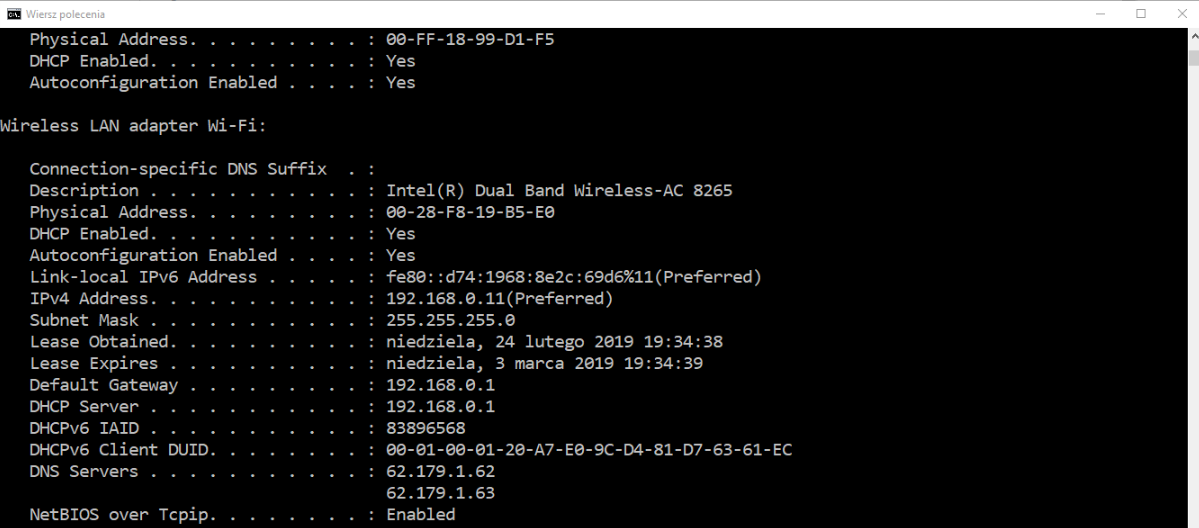 Wiersz polecenia
Physical Address. . . . . . . . . : 00-FF-18-99-D1-F5
DHCP Enabled. . . . . . . . . . . : Yes
Autoconfiguration Enabled . . . . : Yes
Wireless LAN adapter Wi-Fi:
Connection-specific DNS Suffix  . :
Description . . . . . . . . . . . : Intel(R) Dual Band Wireless-AC 8265
Physical Address. . . . . . . . . : 00-28-F8-19-B5-E0
DHCP Enabled. . . . . . . . . . . : Yes
Autoconfiguration Enabled . . . . : Yes
Link-local IPv6 Address . . . . . : fe80::d74:1968:8e2c:69d6%11(Preferred)
IPv4 Address. . . . . . . . . . . : 192.168.0.11(Preferred)
Subnet Mask . . . . . . . . . . . : 255.255.255.0
Lease Obtained. . . . . . . . . . : niedziela, 24 lutego 2019 19:34:38
Lease Expires . . . . . . . . . . : niedziela, 3 marca 2019 19:34:39
Default Gateway . . . . . . . . . : 192.168.0.1
DHCP Server . . . . . . . . . . . : 192.168.0.1
DHCPv6 IAID . . . . . . . . . . . : 83896568
DHCPv6 Client DUID. . . . . . . . : 00-01-00-01-20-A7-E0-9C-D4-81-D7-63-61-EC
DNS Servers . . . . . . . . . . . : 62.179.1.62
62.179.1.63
NetBIOS over Tcpip. . . . . . . . : Enabled